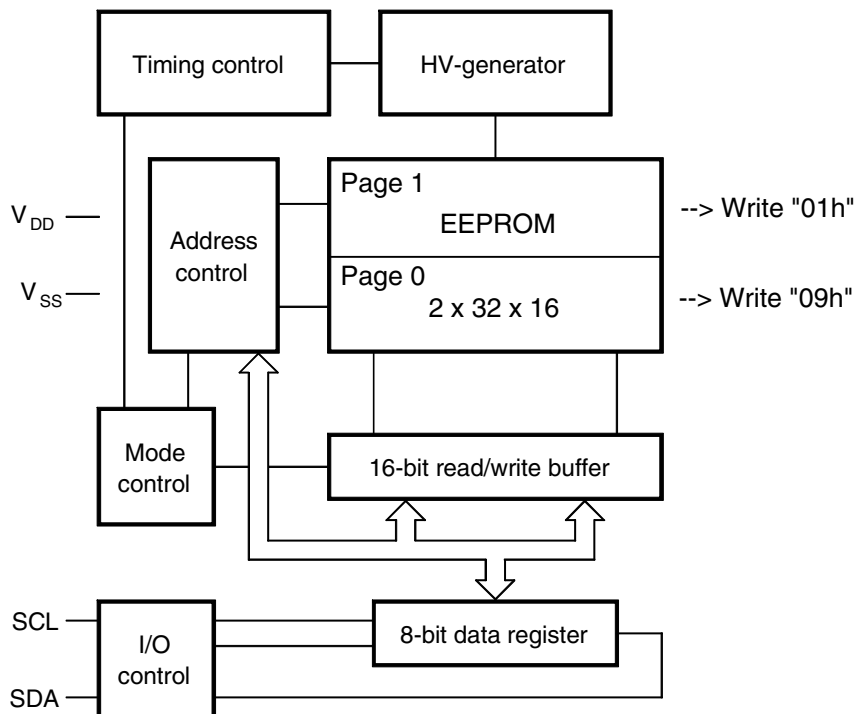 Timing control
HV-generator
Page 1
EEPROM
--> Write "01h"
V DD
Address
control
V SS
Page 0
2 x 32 x 16
--> Write "09h"
Mode
control
16-bit read/write buffer
SCL
I/O
control
8-bit data register
SDA